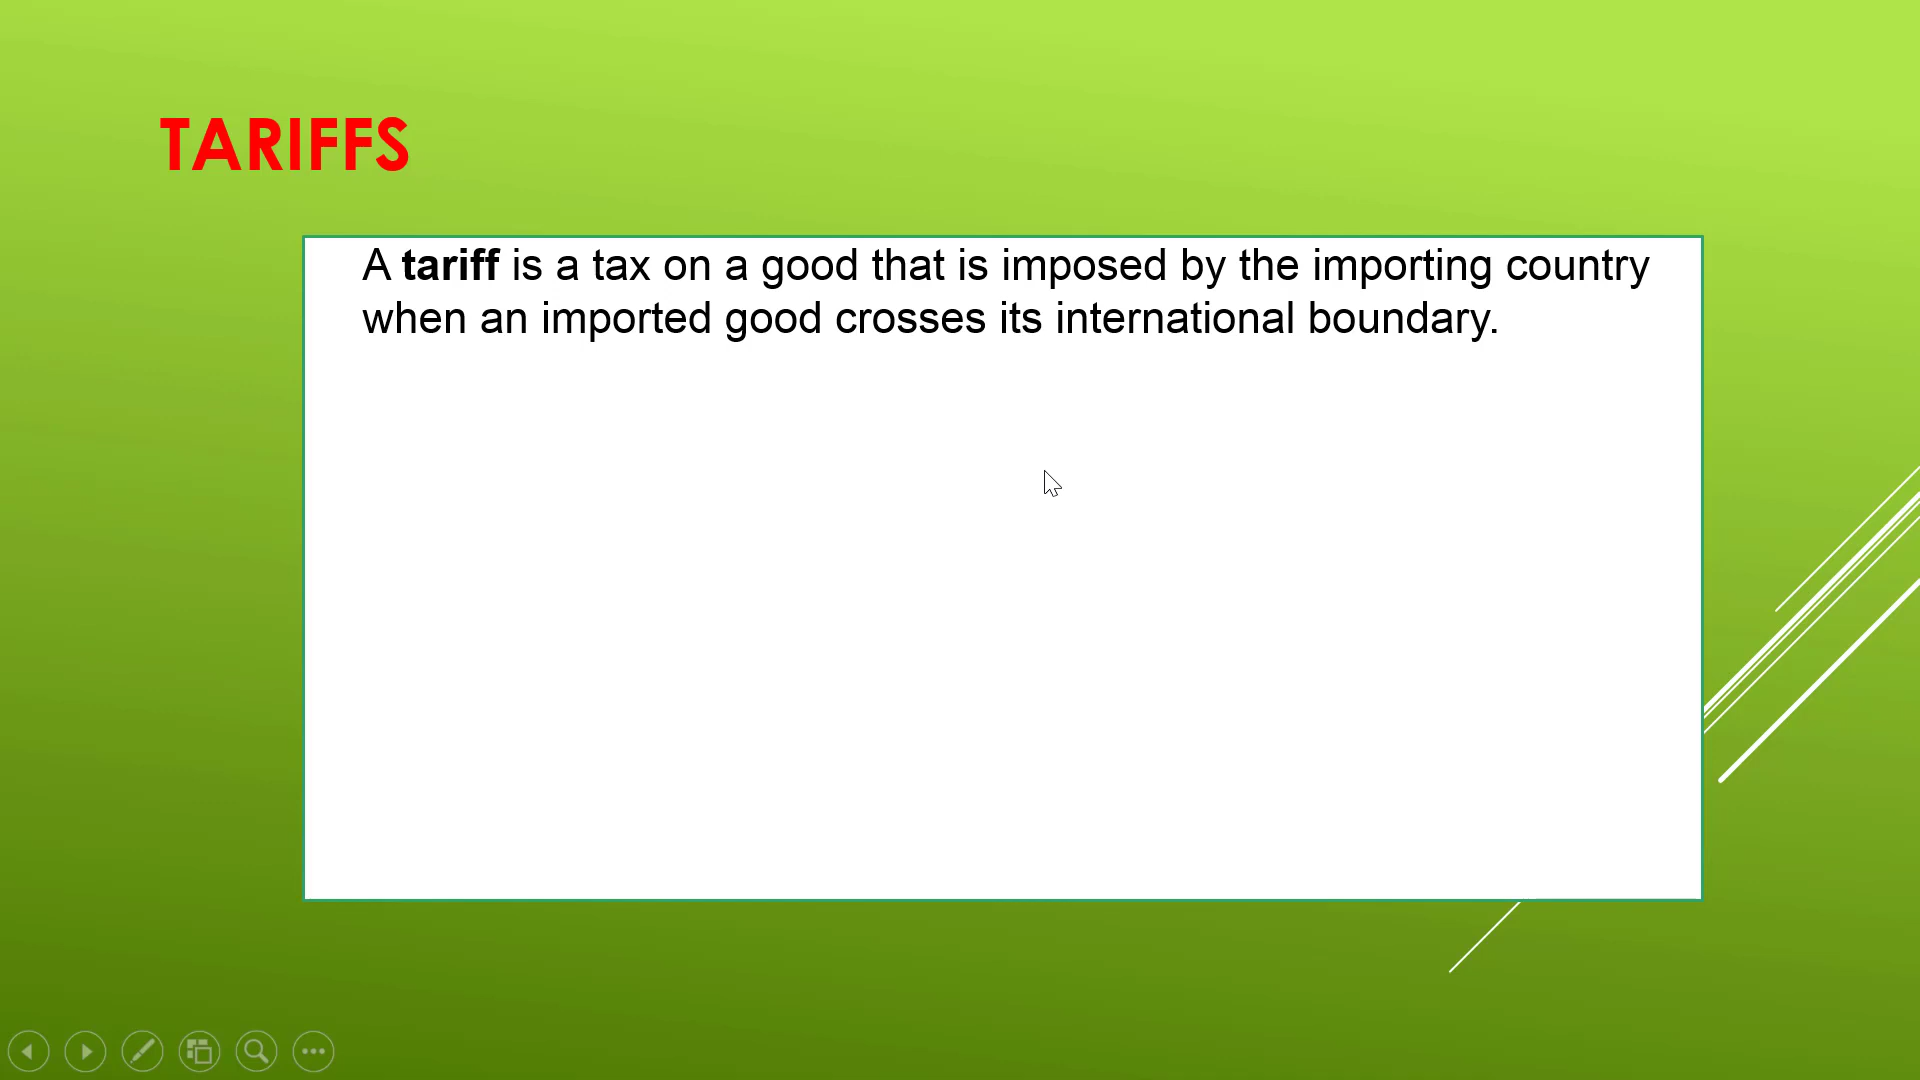 TARIFFS
A tariff is a tax on a good that is imposed by the importing country
when an imported good crosses its international boundary.